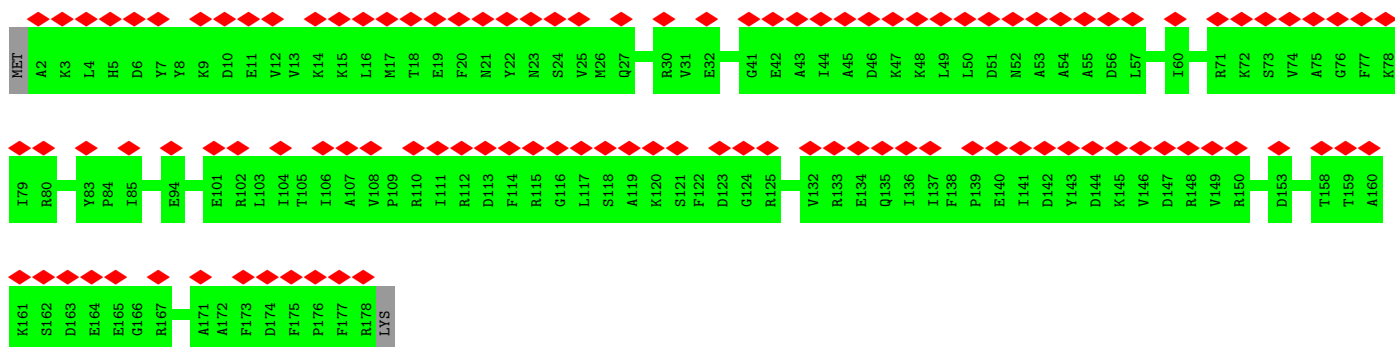 MET A2 K3 L4 H5 D6 Y7 Y8 K9 D10 E11 V12 V13 K14 K15 L16 M17 T18 E19 F20 N21 Y22 N23 S24 V25 M26 Q27 R30 V31 E32 G41 E42 A43 I44 A45 D46 K47 K48 L49 L50 D51 N52 A53 A54 A55 D56 L57 I60 R71 K72 S73 V74 A75 G76 F77 K78
I79 R80 Y83 P84 I85 E94 E101 R102 L103 I104 T105 I106 A107 V108 P109 R110 I111 R112 D113 F114 R115 G116 L117 S118 A119 K120 S121 F122 D123 G124 R125 V132 R133 E134 Q135 I136 I137 F138 P139 E140 I141 D142 Y143 D144 K145 V146 D147 R148 V149 R150 D153 T158 T159 A160
K161 S162 D163 E164 E165 G166 R167 A171 A172 F173 D174 F175 P176 F177 R178 LYS